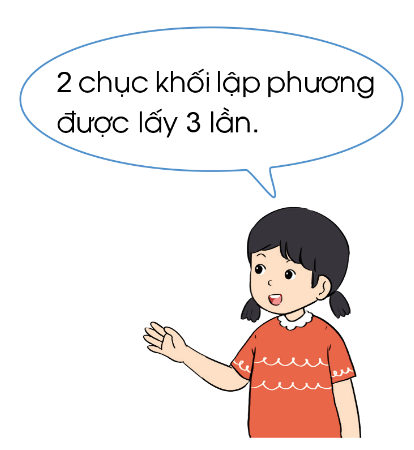 2 chục khối lập phương
được lấy 3 lần.